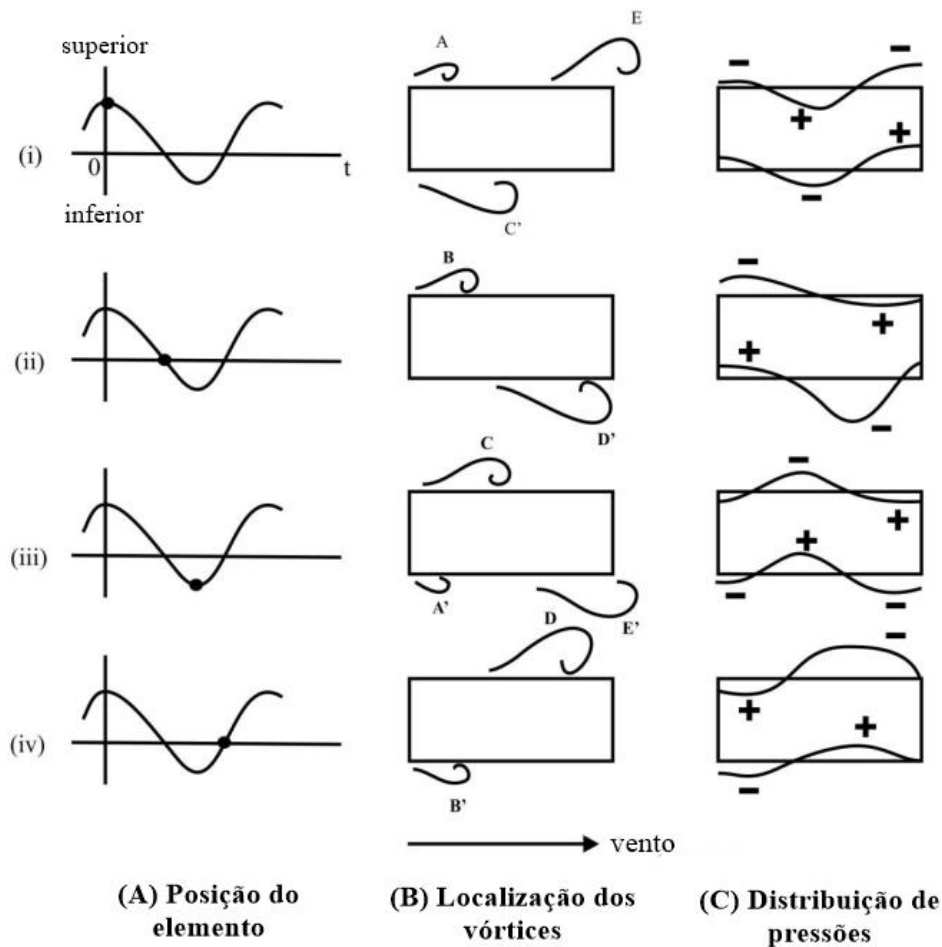 superior
(i)
0
t
inferior
A
E
C'
−
−
+
+
−
(ii)
B
D'
−
+
+
−
(iii)
C
A'
E'
−
+
+
−
−
(iv)
D
B'
−
+
+
−
vento
(A) Posição do
elemento
(B) Localização dos
vórtices
(C) Distribuição de
pressões